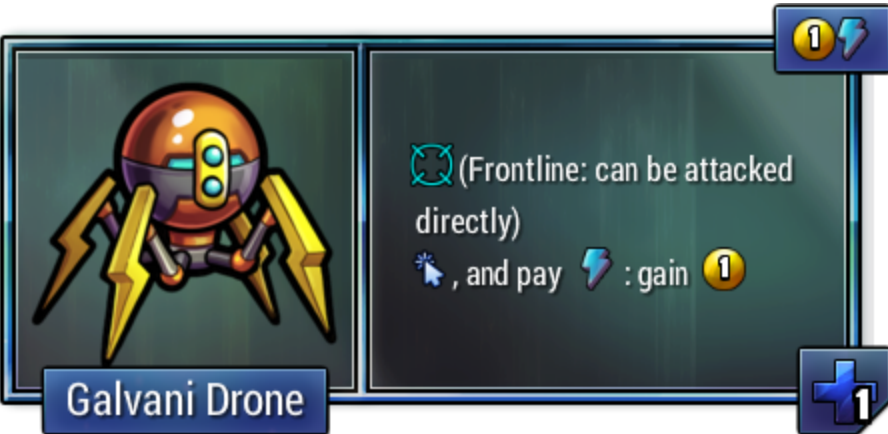 1
(Frontline: can be attacked
directly)
, and pay : gain 1
Galvani Drone
1